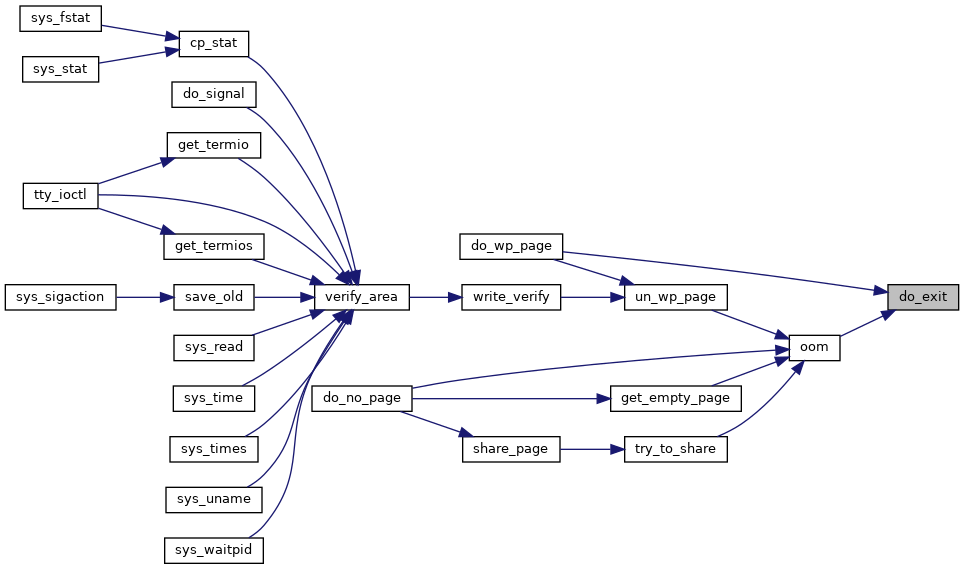 sys_fstat
cp_stat
sys_stat
do_signal
get_termio
tty_ioctl
get_termios
do_wp_page
sys_sigaction
save_old
verify_area
write_verify
un_wp_page
do_exit
sys_read
oom
sys_time
do_no_page
get_empty_page
sys_times
share_page
try_to_share
sys_uname
sys_waitpid